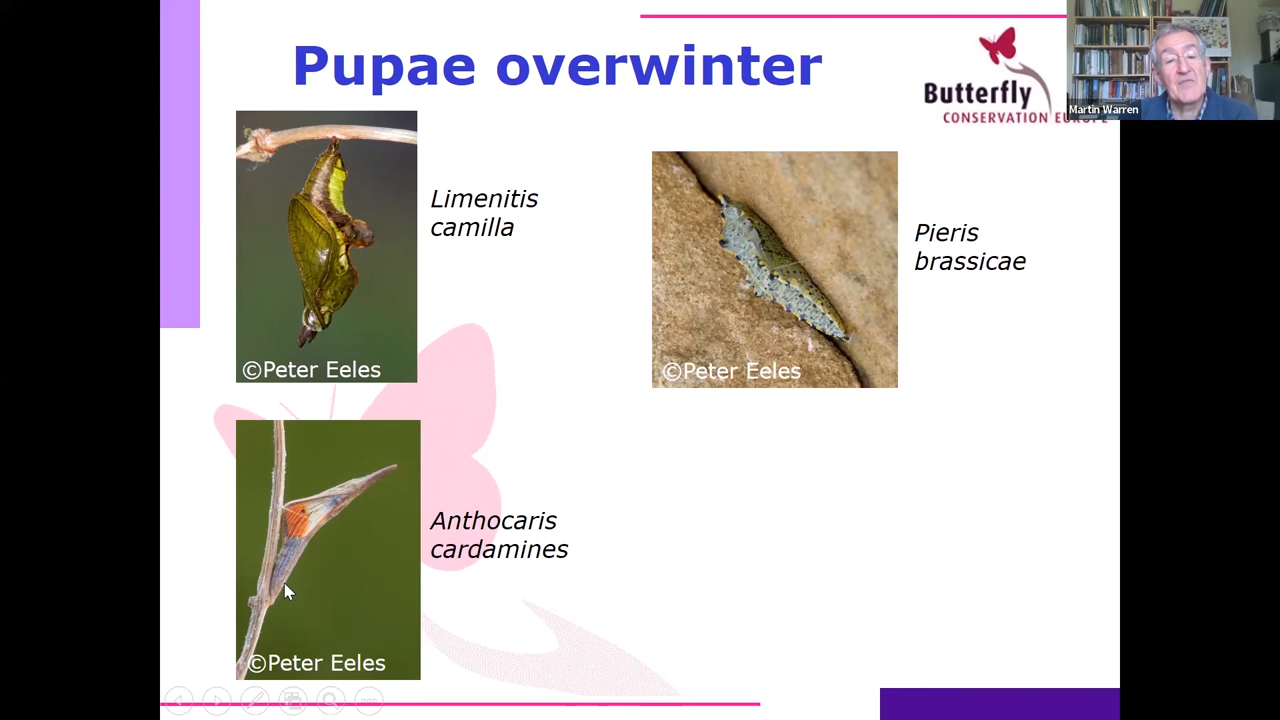 Pupae overwinter
Butterfly
CONSERVATION EUROPE
Martin Warren
Limenitis
camilla
©Peter Eeles
Pieris
brassicae
©Peter Eeles
Anthocaris
cardamines
©Peter Eeles